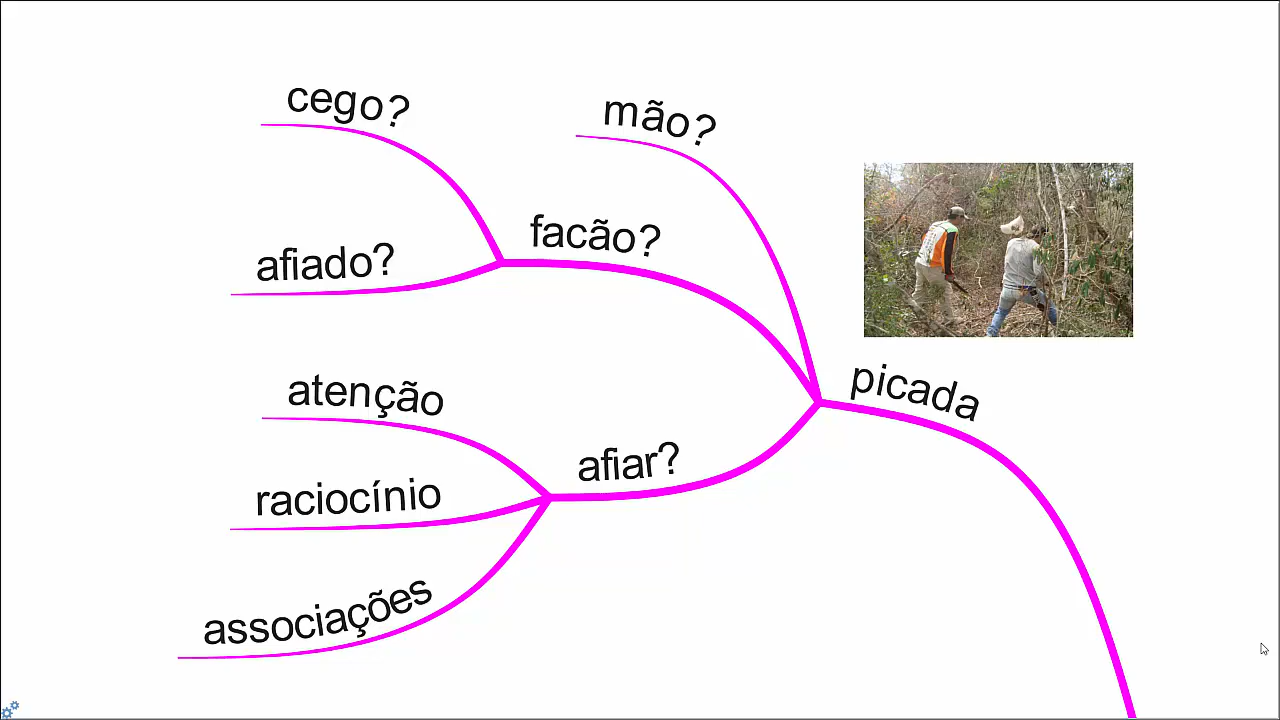 cego?
mão?
facão?
afiado?
picada
atenção
afiar?
raciocínio
associações